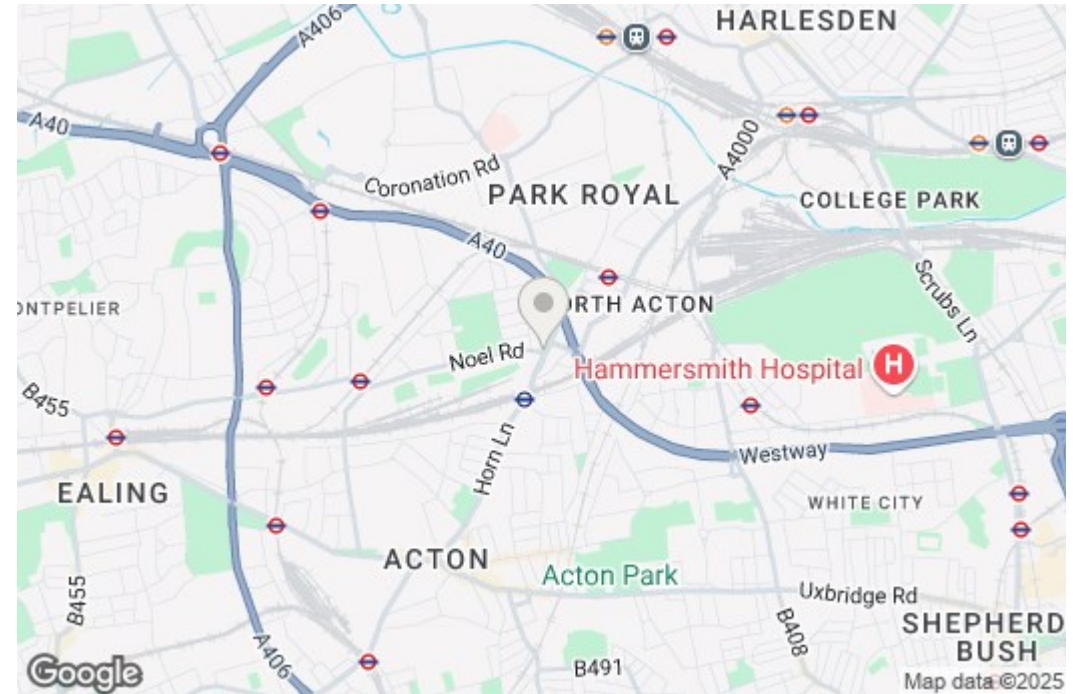 HARLESDEN
A406
A40
A4000
Coronation Rd
PARK ROYAL
COLLEGE PARK
A40
Scrubs Ln
ONTPELIER
ORTH ACTON
Noel Rd
Hammersmith Hospital
H
B455
Horn Ln
Westway
EALING
WHITE CITY
ACTON
Acton Park
Uxbridge Rd
B455
B408
SHEPHERD
BUSH
A406
B491
Google
Map data ©2025